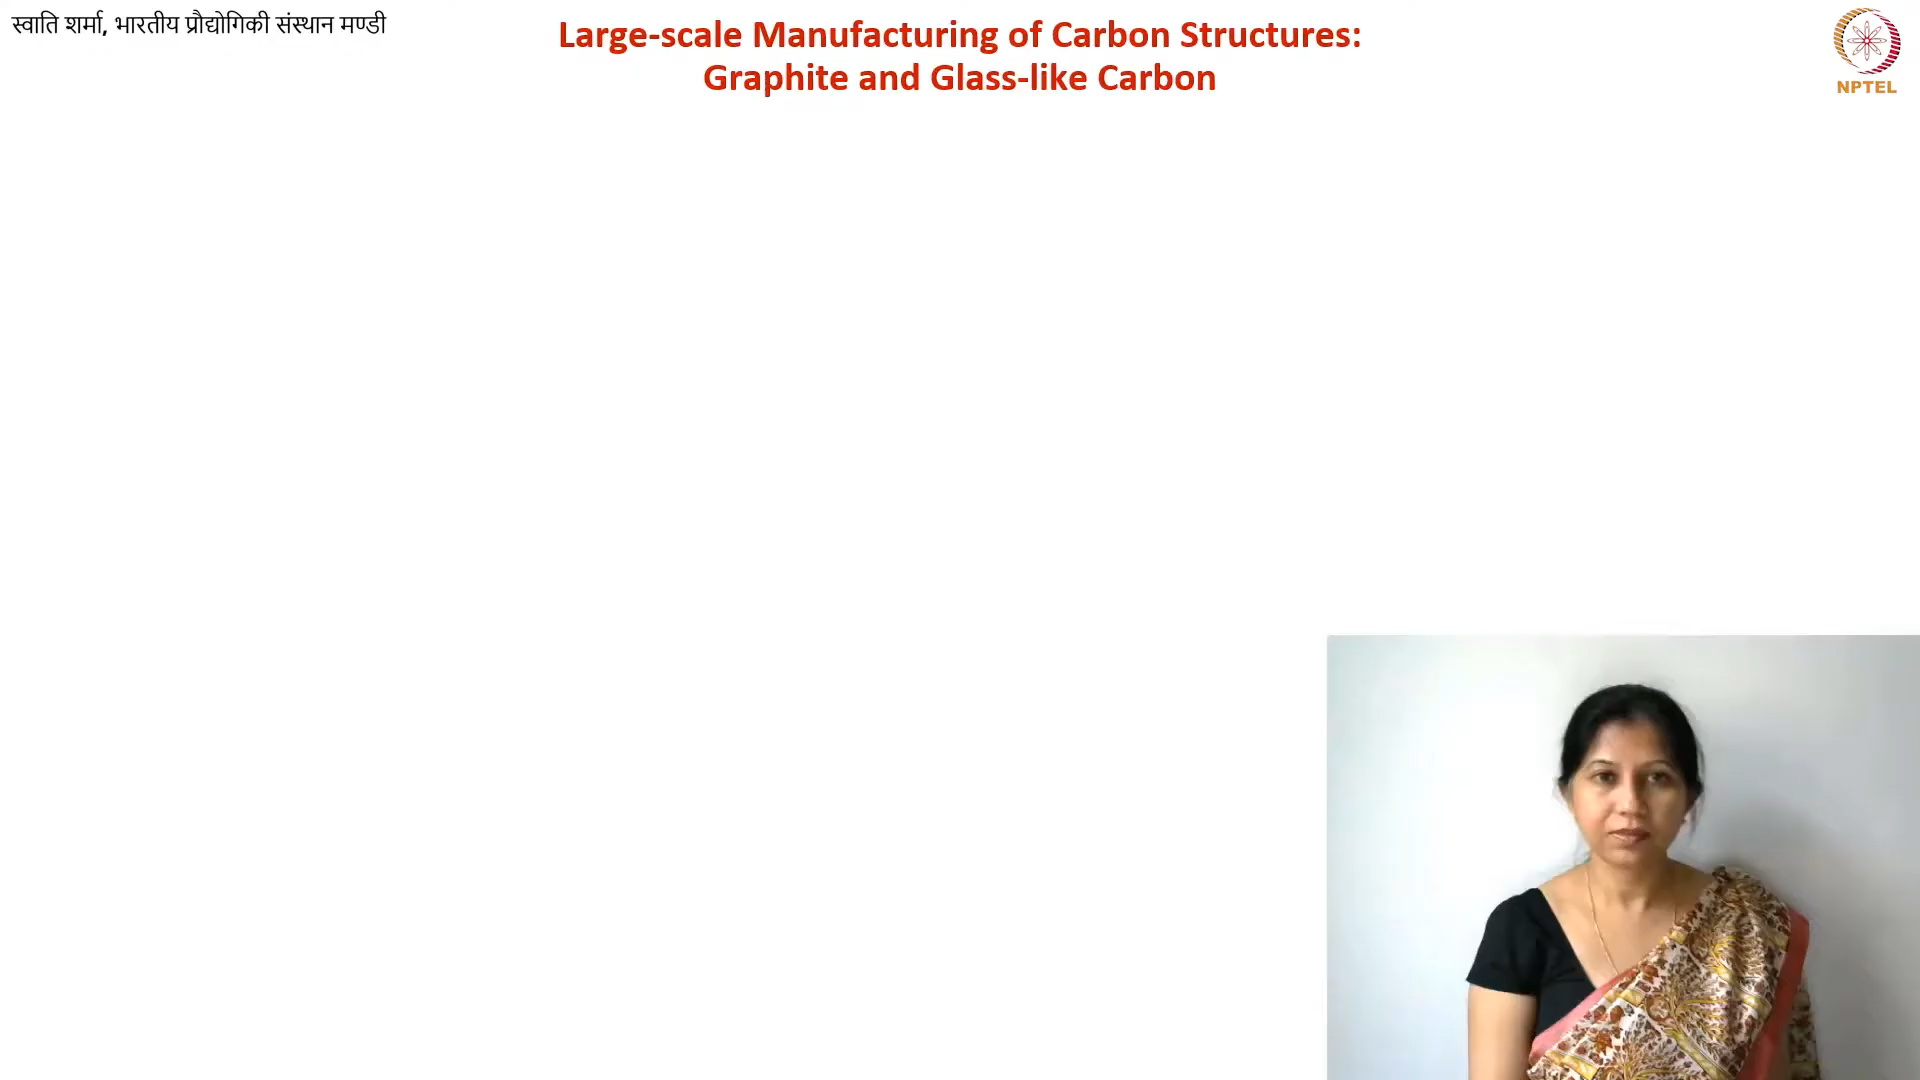 स्वाति शर्मा, भारतीय प्रौद्योगिकी संस्थान मण्डी
Large-scale Manufacturing of Carbon Structures:
Graphite and Glass-like Carbon
NPTEL